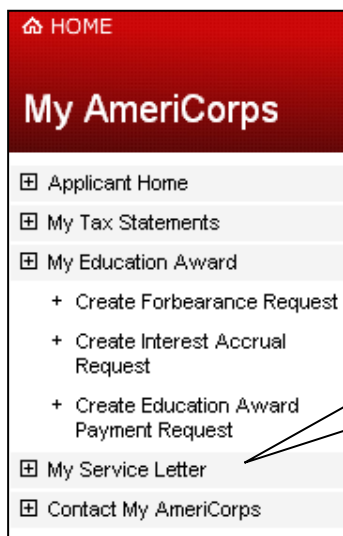 HOME
My AmeriCorps
Applicant Home
My Tax Statements
My Education Award
+ Create Forbearance Request
+ Create Interest Accrual
Request
+ Create Education Award
Payment Request
My Service Letter
Contact My AmeriCorps